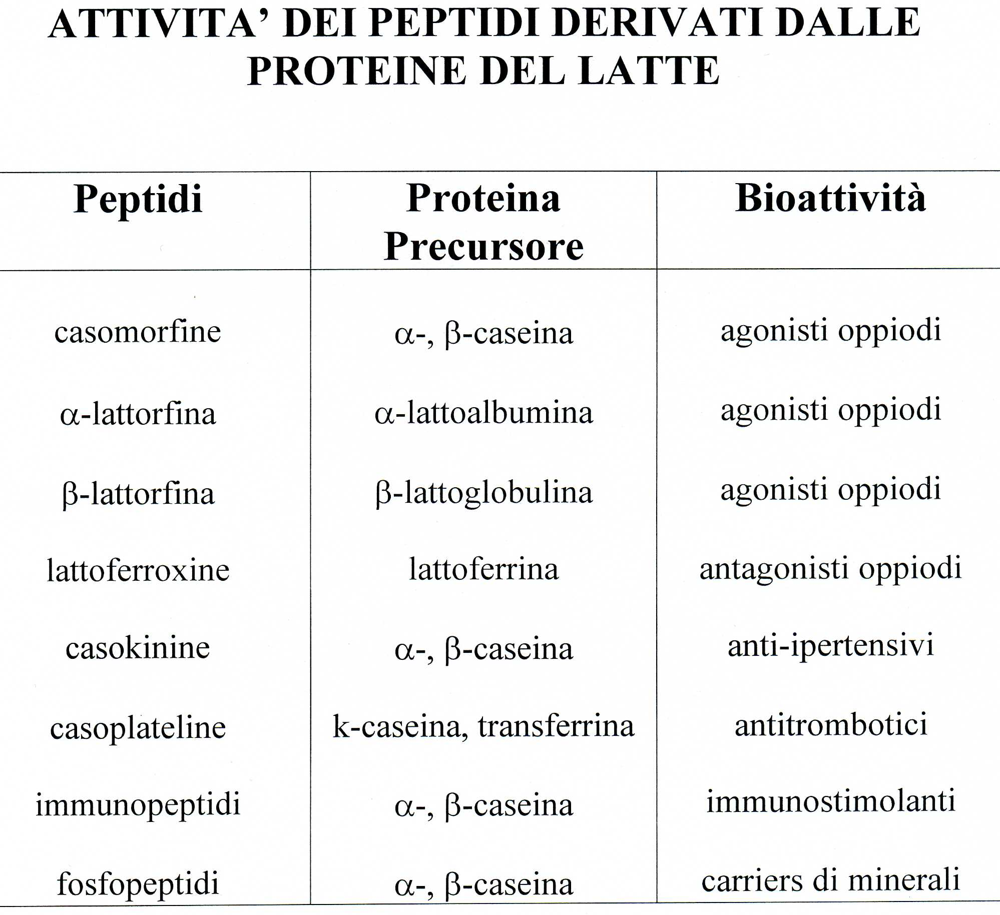 ATTIVITA’ DEI PEPTIDI DERIVATI DALLE
PROTEINE DEL LATTE
Peptidi Proteina Bioattività
Precursore
casomorfine α-, β-caseina agonisti oppiodi
α-lattorfina α-lattoalbumina agonisti oppiodi
β-lattorfina β-lattoglobulina agonisti oppiodi
lattoferroxine lattoferrina antagonisti oppiodi
casokinine α-, β-caseina anti-ipertensivi
casoplateline k-caseina, transferrina antitrombotici
immunopeptidi α-, β-caseina immunostimolanti
fosfopeptidi α-, β-caseina carriers di minerali